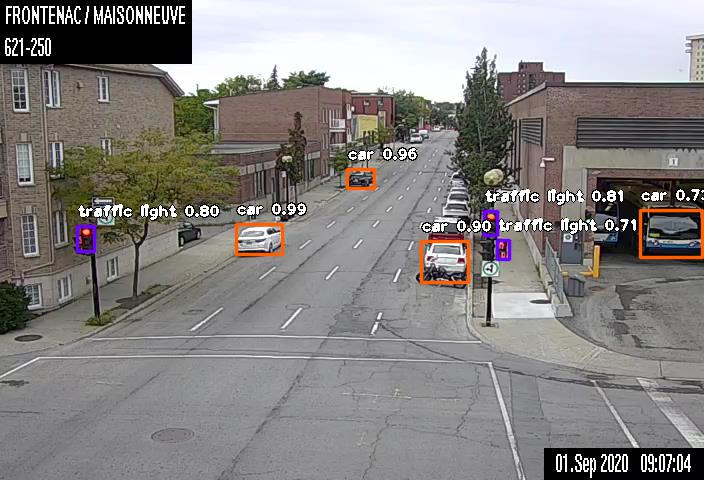 FRONTENAC / MAISONNEUVE
621-250
car 0.96
traffic light 0.81
car 0.73
traffic light 0.80
car 0.99
car 0.90
traffic light 0.71
01.Sep 2020 09:07:04